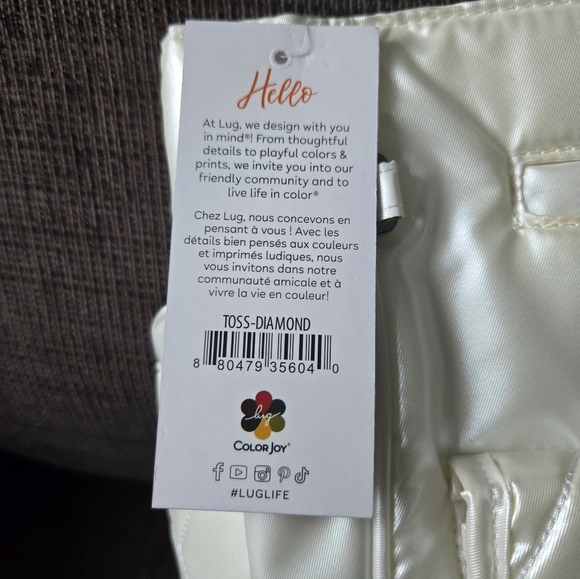 Hello
At Lug, we design with you
in mind®! From thoughtful
details to playful colors &
prints, we invite you into our
friendly community and to
live life in color®
Chez Lug, nous concevons en
pensant à vous ! Avec les
détails bien pensés aux couleurs
et imprimés ludiques, nous
vous invitons dans notre
communauté amicale et à
vivre la vie en couleur!
TOSS-DIAMOND
8 80479 35604 0
lug
COLOR JOY®
#LUGLIFE